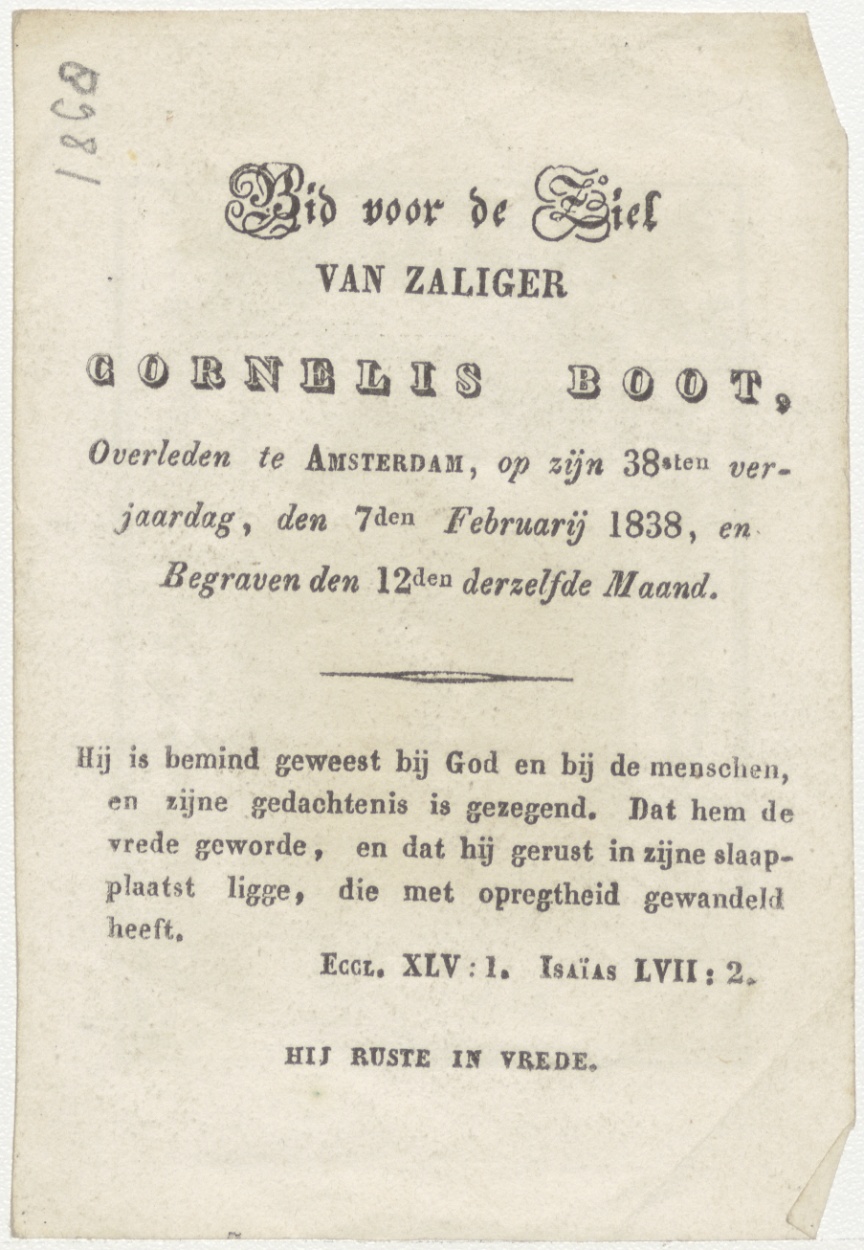 1868
Bid voor de Ziel
VAN ZALIGER
CORNELIS BOOT,
Overleden te AMSTERDAM, op zijn 38sten ver-
jaardag, den 7den Februarij 1838, en
Begraven den 12den derzelfde Maand.
Hij is bemind geweest bij God en bij de menschen,
en zijne gedachtenis is gezegend. Dat hem de
vrede geworde, en dat hij gerust in zijne slaap-
plaatst ligge, die met opregtheid gewandeld
heeft.
ECCL. XLV : 1. ISAÏAS LVII : 2.
HIJ RUSTE IN VREDE.